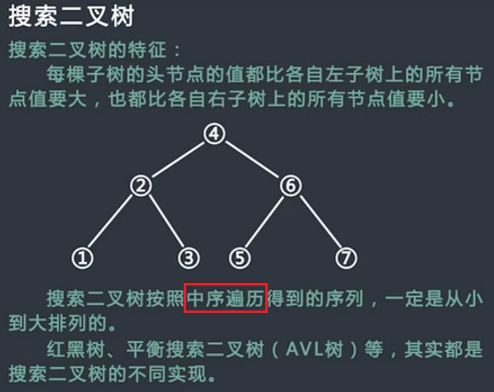 搜索二叉树
搜索二叉树的特征：
每棵子树的头节点的值都比各自左子树上的所有节
点值要大，也都比各自右子树上的所有节点值要小。
④
② ⑥
① ③ ⑤ ⑦
搜索二叉树按照中序遍历得到的序列，一定是从小
到大排列的。
红黑树、平衡搜索二叉树（AVL树）等，其实都是
搜索二叉树的不同实现。